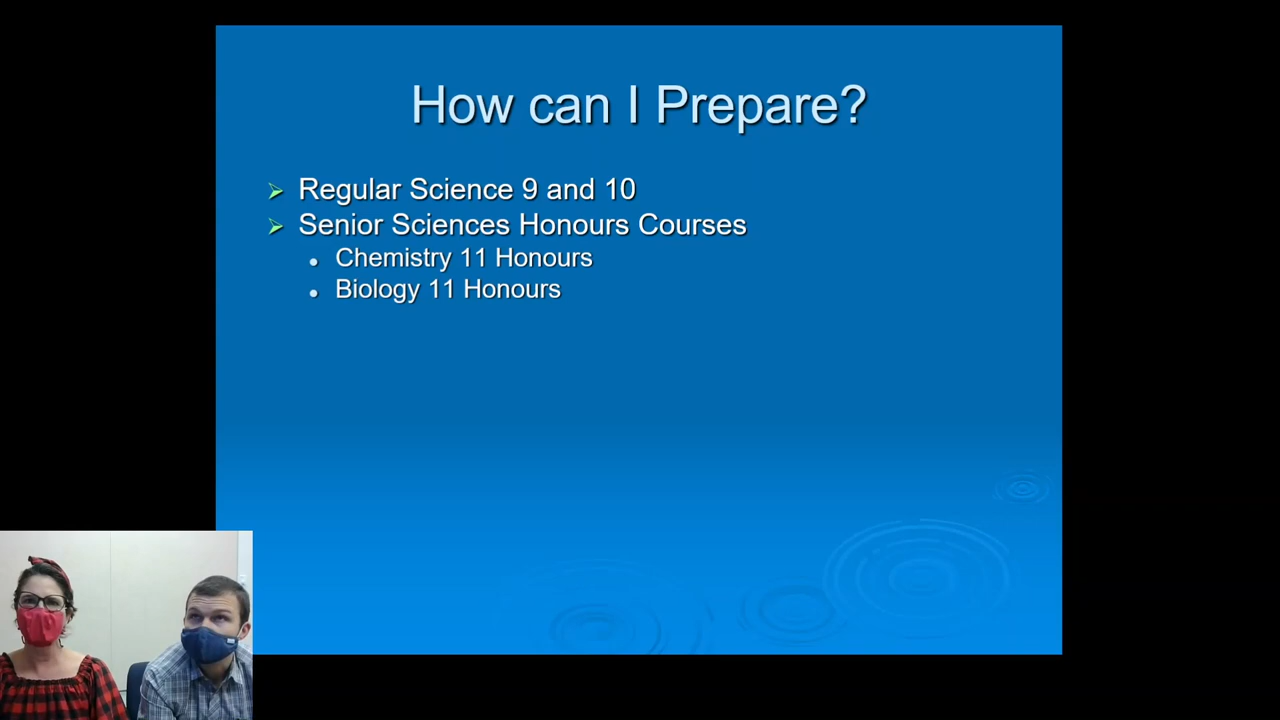 How can I Prepare?
Regular Science 9 and 10
Senior Sciences Honours Courses
Chemistry 11 Honours
Biology 11 Honours